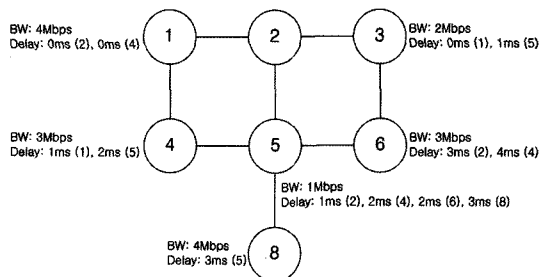 BW: 4Mbps
Delay: 0ms (2), 0ms (4)
1
2
3
BW: 2Mbps
Delay: 0ms (1), 1ms (5)
BW: 3Mbps
Delay: 1ms (1), 2ms (5)
4
5
6
BW: 3Mbps
Delay: 3ms (2), 4ms (4)
BW: 1Mbps
Delay: 1ms (2), 2ms (4), 2ms (6), 3ms (8)
BW: 4Mbps
Delay: 3ms (5)
8